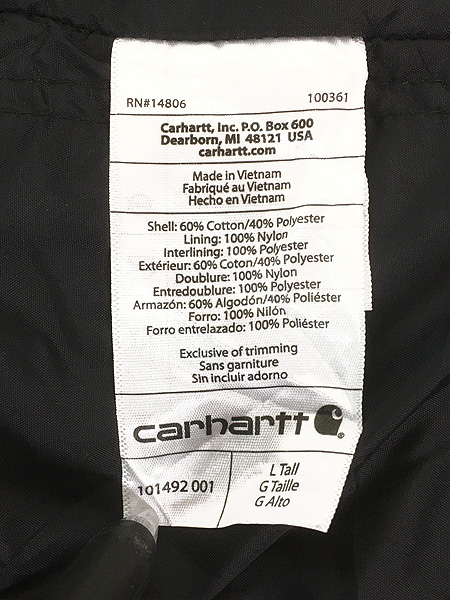 RN#14806 100361
Carhartt, Inc. P.O. Box 600
Dearborn, MI 48121 USA
carhartt.com
Made in Vietnam
Fabriqué au Vietnam
Hecho en Vietnam
Shell: 60% Cotton/40% Polyester
Lining: 100% Nylon
Interlining: 100% Polyester
Extérieur: 60% Coton/40% Polyester
Doublure: 100% Nylon
Entredoublure: 100% Polyester
Armazón: 60% Algodón/40% Poliéster
Forro: 100% Nilón
Forro entrelazado: 100% Poliéster
Exclusive of trimming
Sans garniture
Sin incluir adorno
carhartt
101492 001
L Tall
G Taille
G Alto